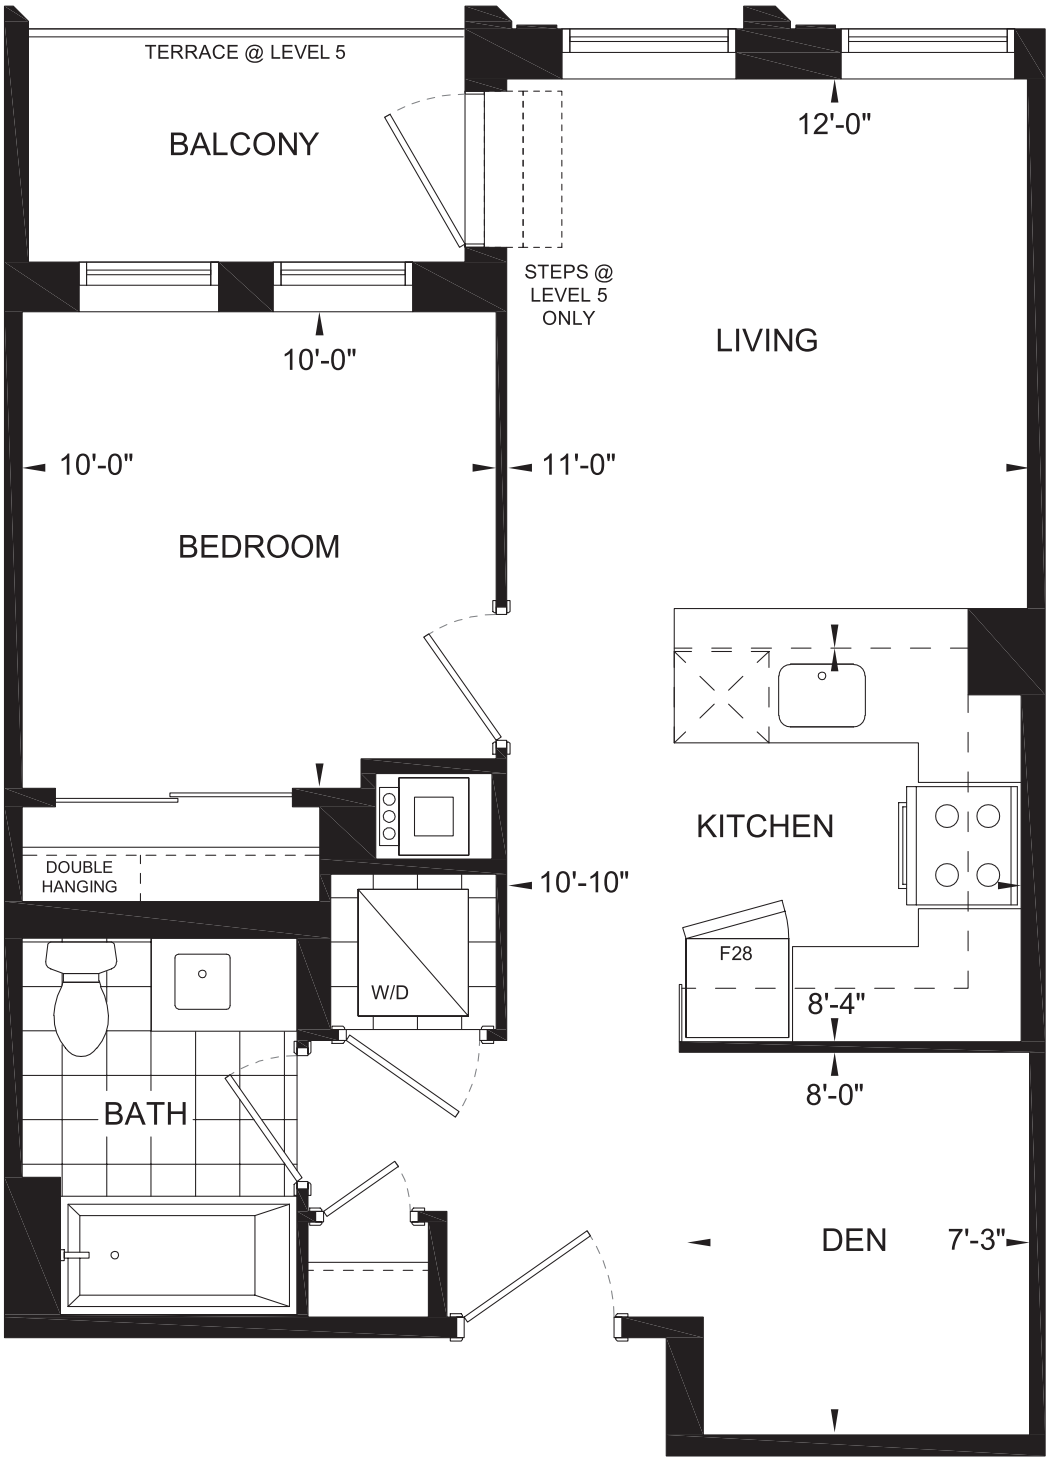 TERRACE @ LEVEL 5
BALCONY
12'-0"
STEPS @
LEVEL 5
ONLY
LIVING
10'-0"
10'-0"
11'-0"
BEDROOM
KITCHEN
DOUBLE
HANGING
10'-10"
F28
W/D
8'-4"
8'-0"
BATH
DEN
7'-3"